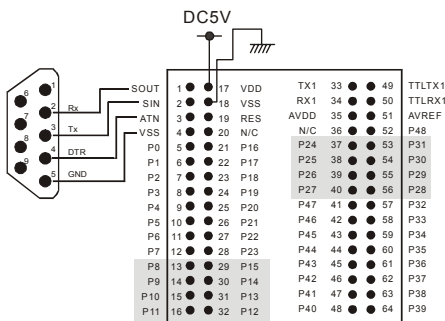 DC5V
1
6
2 Rx
7
3 Tx
8
4 DTR
9
5 GND
SOUT 1 17 VDD TX1 33 49 TTLTX1
SIN 2 18 VSS RX1 34 50 TTLRX1
ATN 3 19 RES AVDD 35 51 AVREF
VSS 4 20 N/C N/C 36 52 P48
P0 5 21 P16 P24 37 53 P31
P1 6 22 P17 P25 38 54 P30
P2 7 23 P18 P26 39 55 P29
P3 8 24 P19 P27 40 56 P28
P4 9 25 P20 P47 41 57 P32
P5 10 26 P21 P46 42 58 P33
P6 11 27 P22 P45 43 59 P34
P7 12 28 P23 P44 44 60 P35
P8 13 29 P15 P43 45 61 P36
P9 14 30 P14 P42 46 62 P37
P10 15 31 P13 P41 47 63 P38
P11 16 32 P12 P40 48 64 P39